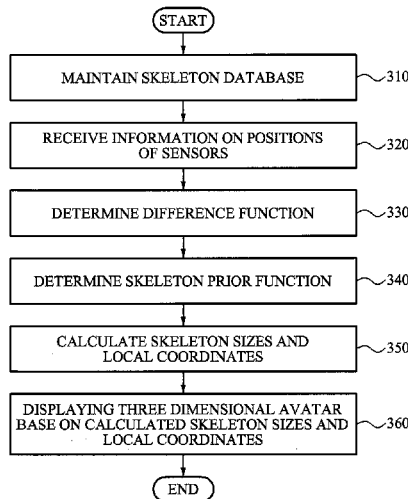 START
MAINTAIN SKELETON DATABASE
310
RECEIVE INFORMATION ON POSITIONS
OF SENSORS
320
DETERMINE DIFFERENCE FUNCTION
330
DETERMINE SKELETON PRIOR FUNCTION
340
CALCULATE SKELETON SIZES AND
LOCAL COORDINATES
350
DISPLAYING THREE DIMENSIONAL AVATAR
BASE ON CALCULATED SKELETON SIZES AND
LOCAL COORDINATES
360
END